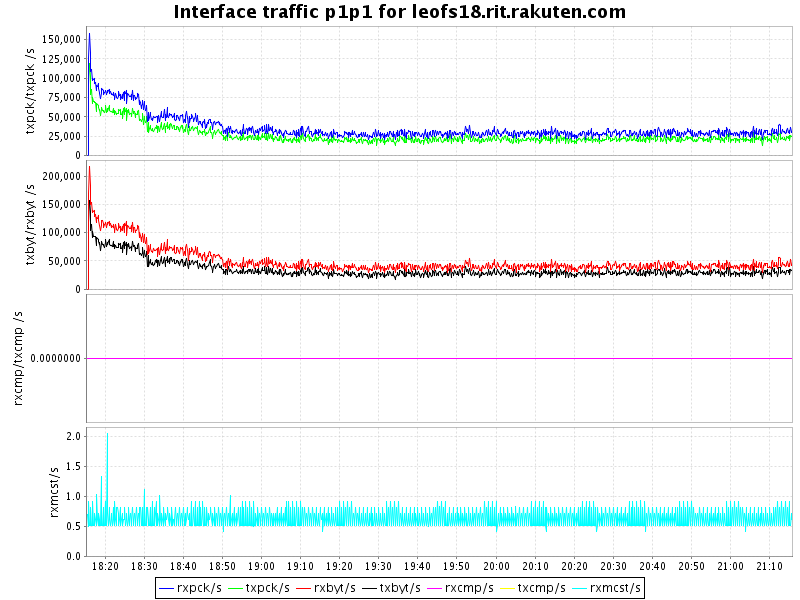 Interface traffic p1p1 for leofs18.rit.rakuten.com
txpck/txpck /s
150,000
125,000
100,000
75,000
50,000
25,000
0
txbyt/rxbyt /s
200,000
150,000
100,000
50,000
0
rxcmp/txcmp /s
0.0000000
rxmcst/s
2.0
1.5
1.0
0.5
0.0
18:20 18:30 18:40 18:50 19:00 19:10 19:20 19:30 19:40 19:50 20:00 20:10 20:20 20:30 20:40 20:50 21:00 21:10
rxpck/s txpck/s rxbyt/s txbyt/s rxcmp/s txcmp/s rxmcst/s